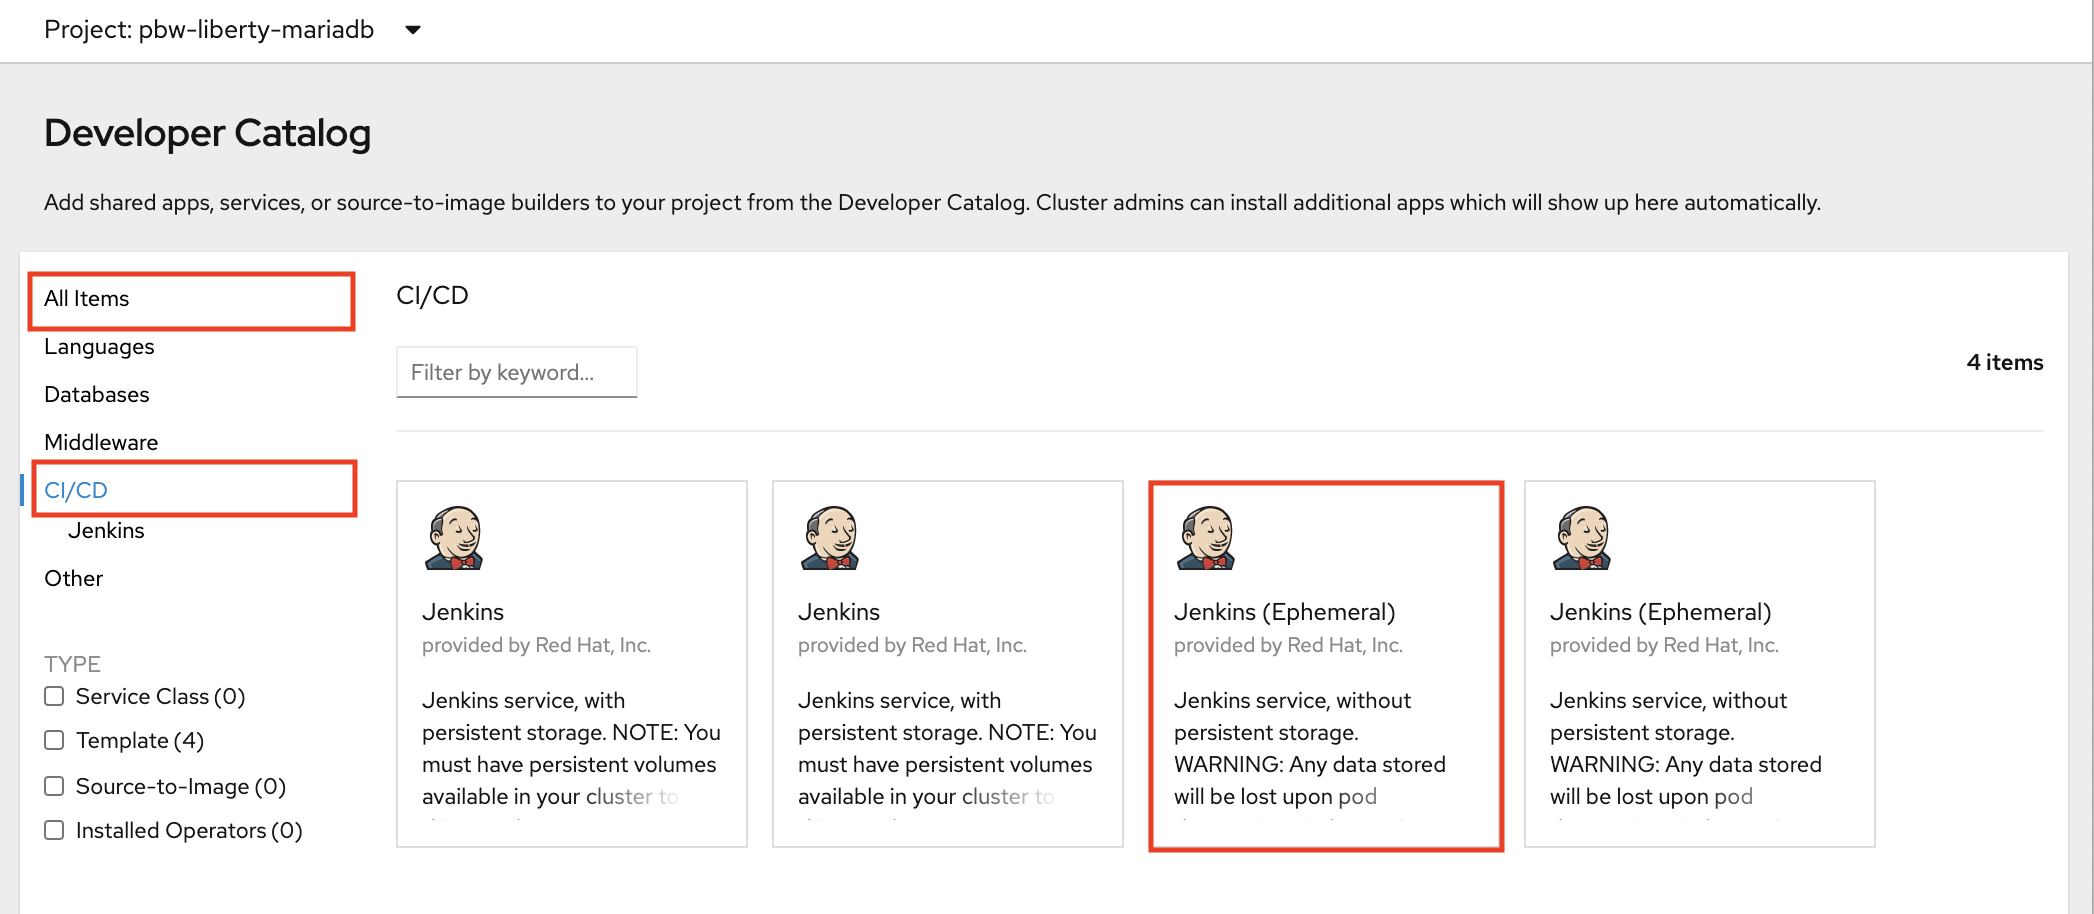 Project: pbw-liberty-mariadb
Developer Catalog
Add shared apps, services, or source-to-image builders to your project from the Developer Catalog. Cluster admins can install additional apps which will show up here automatically.
All Items
Languages
Databases
Middleware
CI/CD
Jenkins
Other
TYPE
Service Class (0)
Template (4)
Source-to-Image (0)
Installed Operators (0)
CI/CD
Filter by keyword...
4 items
Jenkins
provided by Red Hat, Inc.
Jenkins service, with
persistent storage. NOTE: You
must have persistent volumes
available in your cluster to
Jenkins
provided by Red Hat, Inc.
Jenkins service, with
persistent storage. NOTE: You
must have persistent volumes
available in your cluster to
Jenkins (Ephemeral)
provided by Red Hat, Inc.
Jenkins service, without
persistent storage.
WARNING: Any data stored
will be lost upon pod
Jenkins (Ephemeral)
provided by Red Hat, Inc.
Jenkins service, without
persistent storage.
WARNING: Any data stored
will be lost upon pod